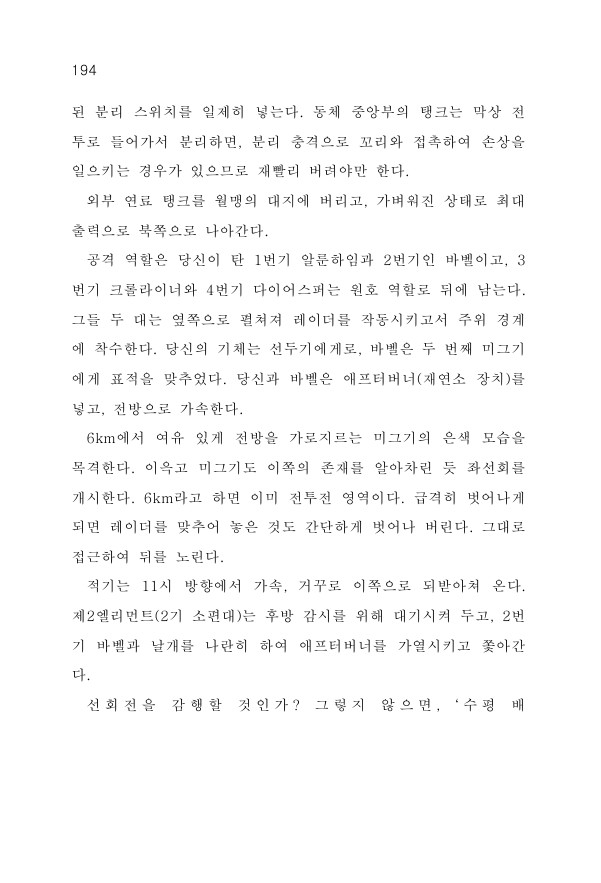 194
된 분리 스위치를 일제히 넣는다. 동체 중앙부의 탱크는 막상 전
투로 들어가서 분리하면, 분리 충격으로 꼬리와 접촉하여 손상을
일으키는 경우가 있으므로 재빨리 버려야만 한다.
외부 연료 탱크를 월맹의 대지에 버리고, 가벼워진 상태로 최대
출력으로 북쪽으로 나아간다.
공격 역할은 당신이 탄 1번기 알룬하임과 2번기인 바벨이고, 3
번기 크롤라이너와 4번기 다이어스퍼는 원호 역할로 뒤에 남는다.
그들 두 대는 옆쪽으로 펼쳐져 레이더를 작동시키고서 주위 경계
에 착수한다. 당신의 기체는 선두기에게로, 바벨은 두 번째 미그기
에게 표적을 맞추었다. 당신과 바벨은 애프터버너(재연소 장치)를
넣고, 전방으로 가속한다.
6km에서 여유 있게 전방을 가로지르는 미그기의 은색 모습을
목격한다. 이윽고 미그기도 이쪽의 존재를 알아차린 듯 좌선회를
개시한다. 6km라고 하면 이미 전투전 영역이다. 급격히 벗어나게
되면 레이더를 맞추어 놓은 것도 간단하게 벗어나 버린다. 그대로
접근하여 뒤를 노린다.
적기는 11시 방향에서 가속, 거꾸로 이쪽으로 되받아쳐 온다.
제2엘리먼트(2기 소편대)는 후방 감시를 위해 대기시켜 두고, 2번
기 바벨과 날개를 나란히 하여 애프터버너를 가열시키고 쫓아간
다.
선회전을 감행할 것인가? 그렇지 않으면, ‘수평 배